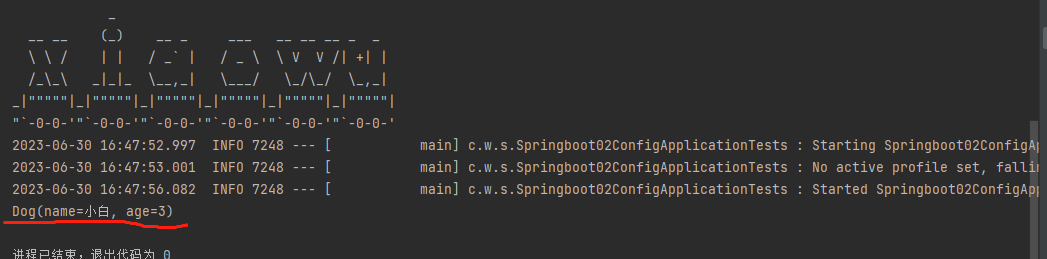 _
  __ __    (_)    __ _     ___   __ __ __ _  _
  \ \ /    | |   / _` |   / _ \  \ V  V /| +| |
  /_\_\   _|_|_  \__,_|   \___/   \_/\_/  \_,_|
_|"""""|_|"""""|_|"""""|_|"""""|_|"""""|_|"""""|
"`-0-0-'"`-0-0-'"`-0-0-'"`-0-0-'"`-0-0-'"`-0-0-'
2023-06-30 16:47:52.997  INFO 7248 --- [           main] c.w.s.Springboot02ConfigApplicationTests : Starting Springboot02ConfigAp
2023-06-30 16:47:53.001  INFO 7248 --- [           main] c.w.s.Springboot02ConfigApplicationTests : No active profile set, fallin
2023-06-30 16:47:56.082  INFO 7248 --- [           main] c.w.s.Springboot02ConfigApplicationTests : Started Springboot02ConfigApp
Dog(name=小白, age=3)
进程已结束,退出代码为 0